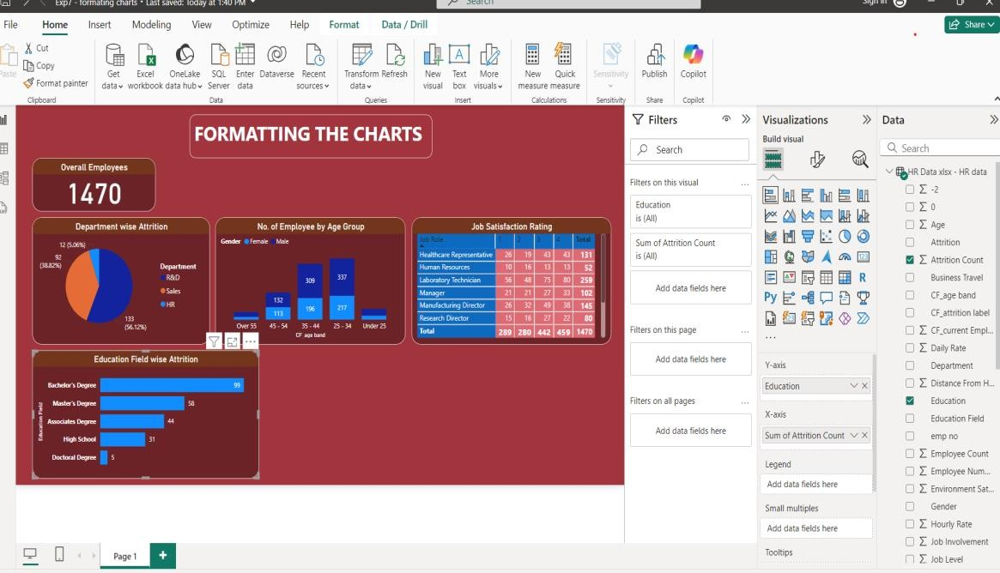 Exp7 - formating charts • Last saved: Today at 1:40 PM
Search
Sign in
File Home Insert Modeling View Optimize Help Format Data / Drill
Share
Paste
Cut
Copy
Format painter
Clipboard
Get data
Excel workbook
OneLake data hub
SQL Server
Enter data
Dataverse
Recent sources
Data
Transform data
Refresh
Queries
New visual
Text box
More visuals
Insert
New measure
Quick measure
Calculations
Sensitivity
Sensitivity
Publish
Share
Copilot
Copilot
FORMATTING THE CHARTS
Overall Employees
1470
Department wise Attrition
12 (5.06%)
92
(38.82%)
133
(56.12%)
Department
R&D
Sales
HR
No. of Employee by Age Group
Gender Female Male
132
113
309
196
337
217
Over 55 45 - 54 35 - 44 25 - 34 Under 25
CF age band
Job Satisfaction Rating
Job Role 1 2 3 4 Total
Healthcare Representative 26 19 43 43 131
Human Resources 10 16 13 13 52
Laboratory Technician 56 48 75 80 259
Manager 21 21 27 33 102
Manufacturing Director 26 32 49 38 145
Research Director 15 16 27 22 80
Total 289 280 442 459 1470
Education Field wise Attrition
Education Field
Bachelor's Degree 99
Master's Degree 58
Associates Degree 44
High School 31
Doctoral Degree 5
Page 1
Filters
Search
Filters on this visual
Education
is (All)
Sum of Attrition Count
is (All)
Add data fields here
Filters on this page
Add data fields here
Filters on all pages
Add data fields here
Visualizations
Build visual
123
R
Py
Y-axis
Education
X-axis
Sum of Attrition Count
Legend
Add data fields here
Small multiples
Add data fields here
Tooltips
Data
Search
HR Data xlsx - HR data
-2
0
Age
Attrition
Attrition Count
Business Travel
CF_age band
CF_attrition label
CF_current Empl...
Daily Rate
Department
Distance From H...
Education
Education Field
emp no
Employee Count
Employee Num...
Environment Sat...
Gender
Hourly Rate
Job Involvement
Job Level